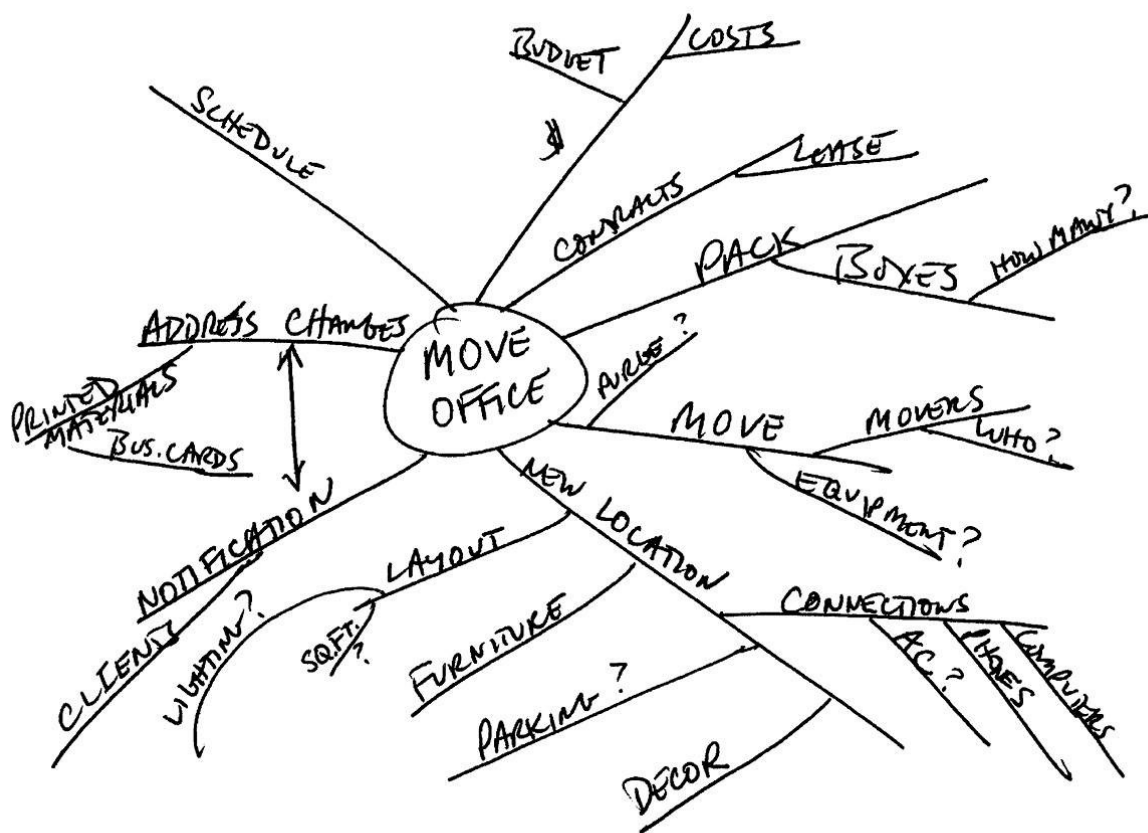 MOVE
OFFICE
SCHEDULE
$
BUDGET
COSTS
CONTRACTS
LEASE
PACK
BOXES
HOW MANY?
PURGE?
MOVE
MOVERS
WHO?
EQUIPMENT?
NEW LOCATION
CONNECTIONS
AC?
PHONES
COMPUTERS
LAYOUT
LIGHTING?
SQ.FT.
?
FURNITURE
PARKING?
DECOR
NOTIFICATION
CLIENTS
ADDRESS CHANGES
PRINTED
MATERIALS
BUS. CARDS